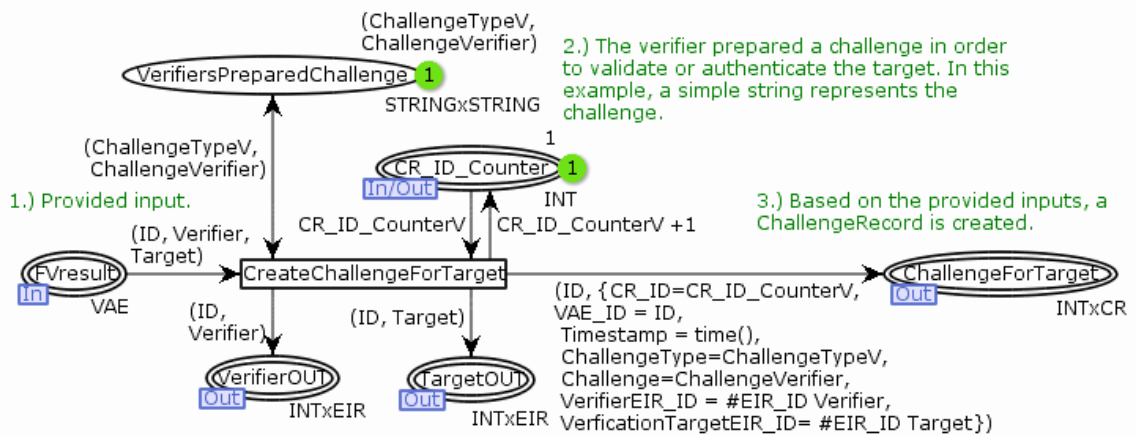 (ChallengeTypeV,
ChallengeVerifier)
VerifiersPreparedChallenge
1
STRINGxSTRING
2.) The verifier prepared a challenge in order
to validate or authenticate the target. In this
example, a simple string represents the
challenge.
(ChallengeTypeV,
ChallengeVerifier)
1
CR_ID_Counter
1
In/Out
INT
1.) Provided input.
CR_ID_CounterV
CR_ID_CounterV +1
3.) Based on the provided inputs, a
ChallengeRecord is created.
(ID, Verifier,
Target)
FVresult
In
VAE
CreateChallengeForTarget
ChallengeForTarget
Out
INTxCR
(ID,
Verifier)
(ID, Target)
(ID, {CR_ID=CR_ID_CounterV,
VAE_ID = ID,
Timestamp = time(),
ChallengeType=ChallengeTypeV,
Challenge=ChallengeVerifier,
VerifierEIR_ID = #EIR_ID Verifier,
VerficationTargetEIR_ID= #EIR_ID Target})
VerifierOUT
Out
INTxEIR
TargetOUT
Out
INTxEIR